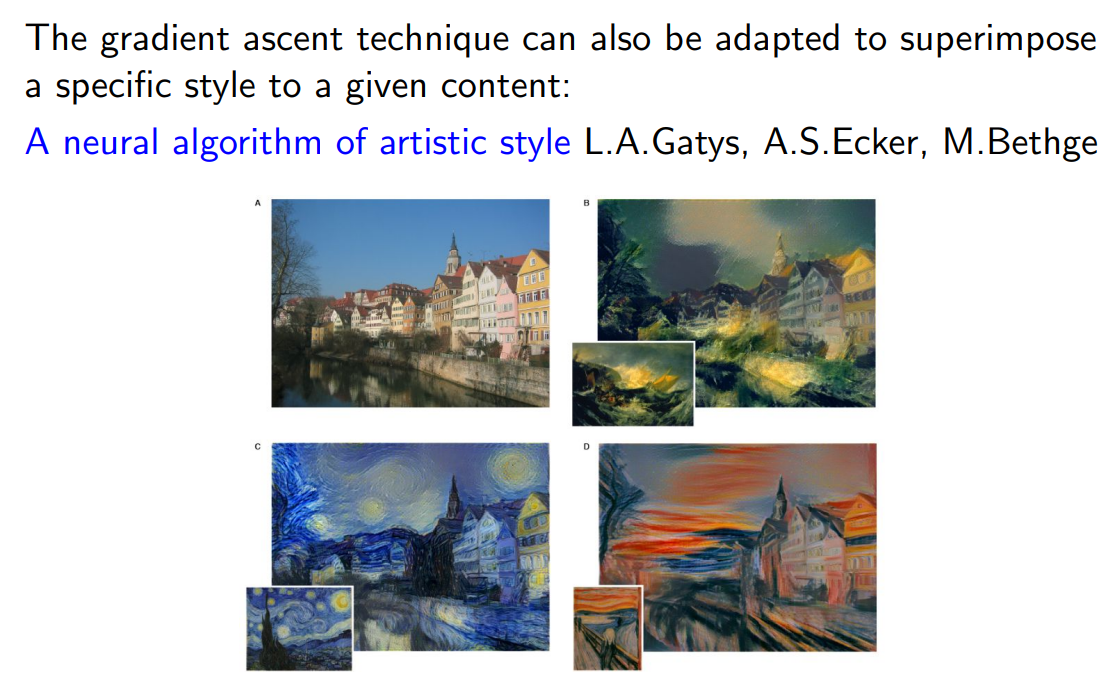 The gradient ascent technique can also be adapted to superimpose
a specific style to a given content:
A neural algorithm of artistic style L.A.Gatys, A.S.Ecker, M.Bethge
A
B
C
D